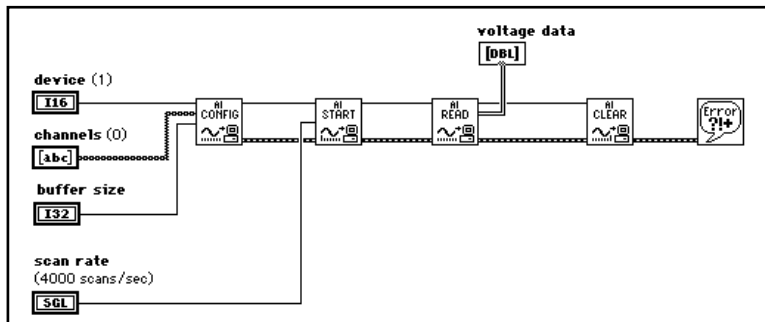 voltage data
[DBL]
device (1)
I16
channels (0)
[abc]
buffer size
I32
scan rate
(4000 scans/sec)
SGL
AI
CONFIG
AI
START
AI
READ
AI
CLEAR
Error
?!+